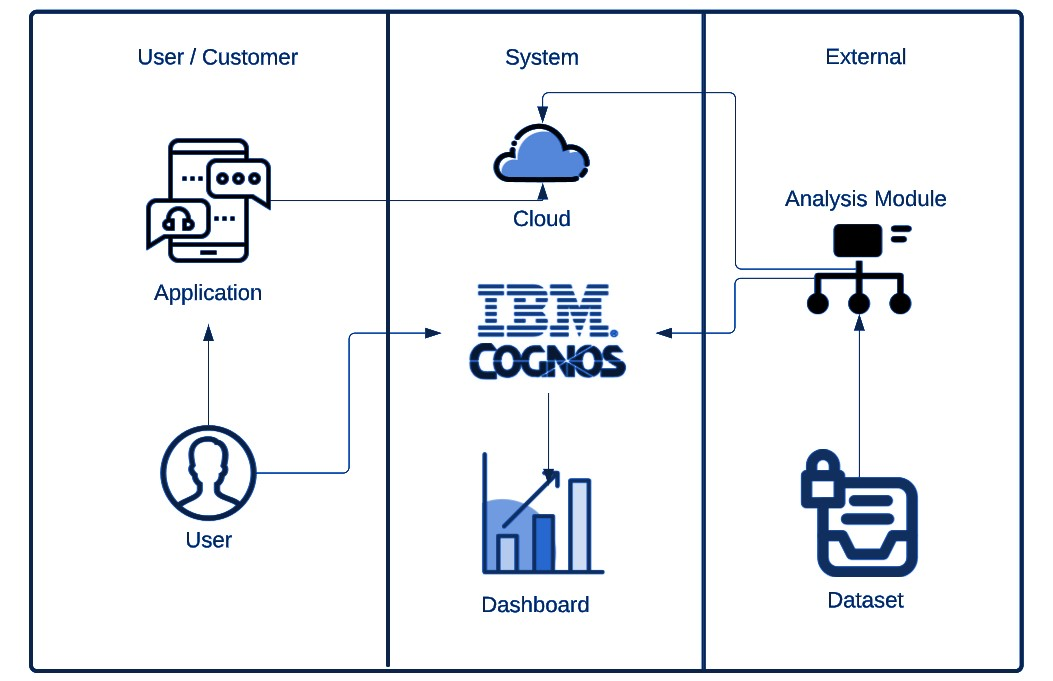 User / Customer
System
External
Cloud
Analysis Module
Application
IBM
COGNOS
User
Dashboard
Dataset